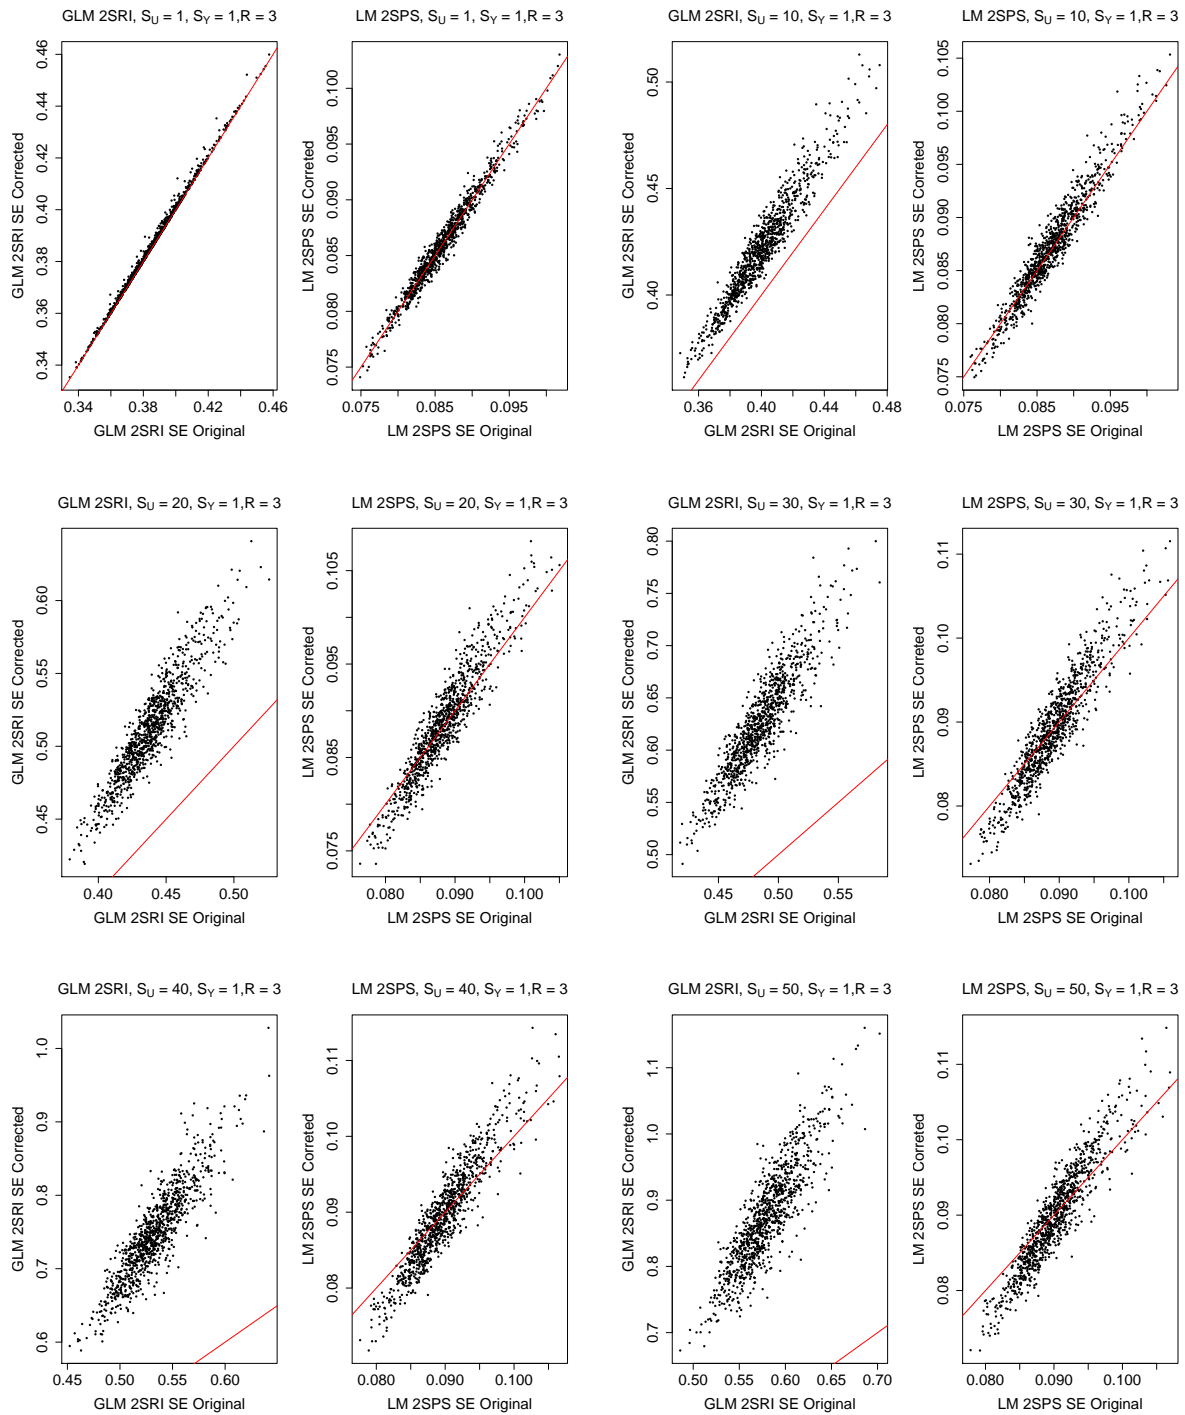 GLM 2SRI, S_U = 1, S_Y = 1,R = 3
GLM 2SRI SE Corrected
0.34 0.36 0.38 0.40 0.42 0.44 0.46
0.34 0.38 0.42 0.46
GLM 2SRI SE Original
LM 2SPS, S_U = 1, S_Y = 1,R = 3
LM 2SPS SE Correted
0.075 0.080 0.085 0.090 0.095 0.100
0.075 0.085 0.095
LM 2SPS SE Original
GLM 2SRI, S_U = 10, S_Y = 1,R = 3
GLM 2SRI SE Corrected
0.40 0.45 0.50
0.36 0.40 0.44 0.48
GLM 2SRI SE Original
LM 2SPS, S_U = 10, S_Y = 1,R = 3
LM 2SPS SE Correted
0.075 0.080 0.085 0.090 0.095 0.100 0.105
0.075 0.085 0.095
LM 2SPS SE Original
GLM 2SRI, S_U = 20, S_Y = 1,R = 3
GLM 2SRI SE Corrected
0.45 0.50 0.55 0.60
0.40 0.45 0.50
GLM 2SRI SE Original
LM 2SPS, S_U = 20, S_Y = 1,R = 3
LM 2SPS SE Correted
0.075 0.085 0.095 0.105
0.080 0.090 0.100
LM 2SPS SE Original
GLM 2SRI, S_U = 30, S_Y = 1,R = 3
GLM 2SRI SE Corrected
0.50 0.55 0.60 0.65 0.70 0.75 0.80
0.45 0.50 0.55
GLM 2SRI SE Original
LM 2SPS, S_U = 30, S_Y = 1,R = 3
LM 2SPS SE Correted
0.08 0.09 0.10 0.11
0.080 0.090 0.100
LM 2SPS SE Original
GLM 2SRI, S_U = 40, S_Y = 1,R = 3
GLM 2SRI SE Corrected
0.6 0.7 0.8 0.9 1.0
0.45 0.50 0.55 0.60
GLM 2SRI SE Original
LM 2SPS, S_U = 40, S_Y = 1,R = 3
LM 2SPS SE Correted
0.08 0.09 0.10 0.11
0.080 0.090 0.100
LM 2SPS SE Original
GLM 2SRI, S_U = 50, S_Y = 1,R = 3
GLM 2SRI SE Corrected
0.7 0.8 0.9 1.0 1.1
0.50 0.55 0.60 0.65 0.70
GLM 2SRI SE Original
LM 2SPS, S_U = 50, S_Y = 1,R = 3
LM 2SPS SE Correted
0.08 0.09 0.10 0.11
0.080 0.090 0.100
LM 2SPS SE Original